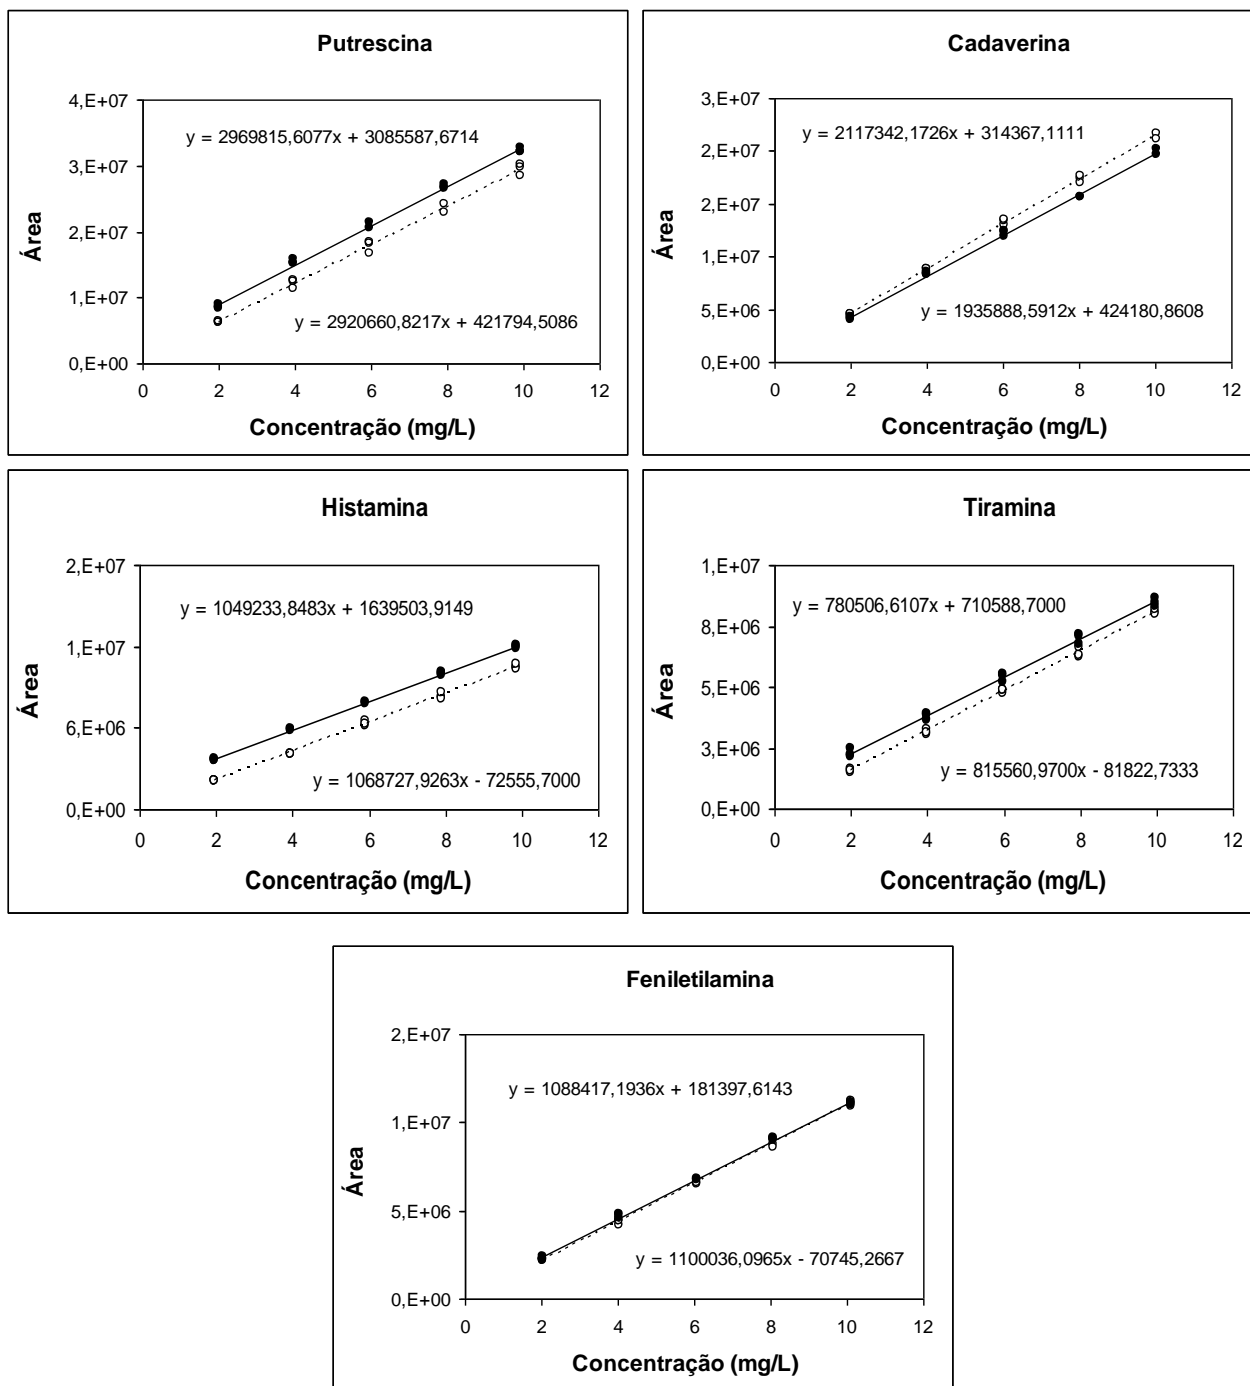 Putrescina
4,E+07
3,E+07
2,E+07
1,E+07
0,E+00
y = 2969815,6077x + 3085587,6714
y = 2920660,8217x + 421794,5086
0 2 4 6 8 10 12
Área
Concentração (mg/L)
Cadaverina
3,E+07
2,E+07
2,E+07
1,E+07
5,E+06
0,E+00
y = 2117342,1726x + 314367,1111
y = 1935888,5912x + 424180,8608
0 2 4 6 8 10 12
Área
Concentração (mg/L)
Histamina
2,E+07
1,E+07
6,E+06
0,E+00
y = 1049233,8483x + 1639503,9149
y = 1068727,9263x - 72555,7000
0 2 4 6 8 10 12
Área
Concentração (mg/L)
Tiramina
1,E+07
8,E+06
5,E+06
3,E+06
0,E+00
y = 780506,6107x + 710588,7000
y = 815560,9700x - 81822,7333
0 2 4 6 8 10 12
Área
Concentração (mg/L)
Feniletilamina
2,E+07
1,E+07
5,E+06
0,E+00
y = 1088417,1936x + 181397,6143
y = 1100036,0965x - 70745,2667
0 2 4 6 8 10 12
Área
Concentração (mg/L)